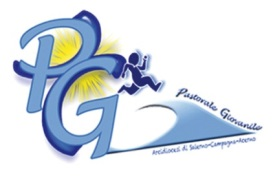 PG
Pastorale Giovanile
Arcidiocesi di Salerno-Campagna-Acerno